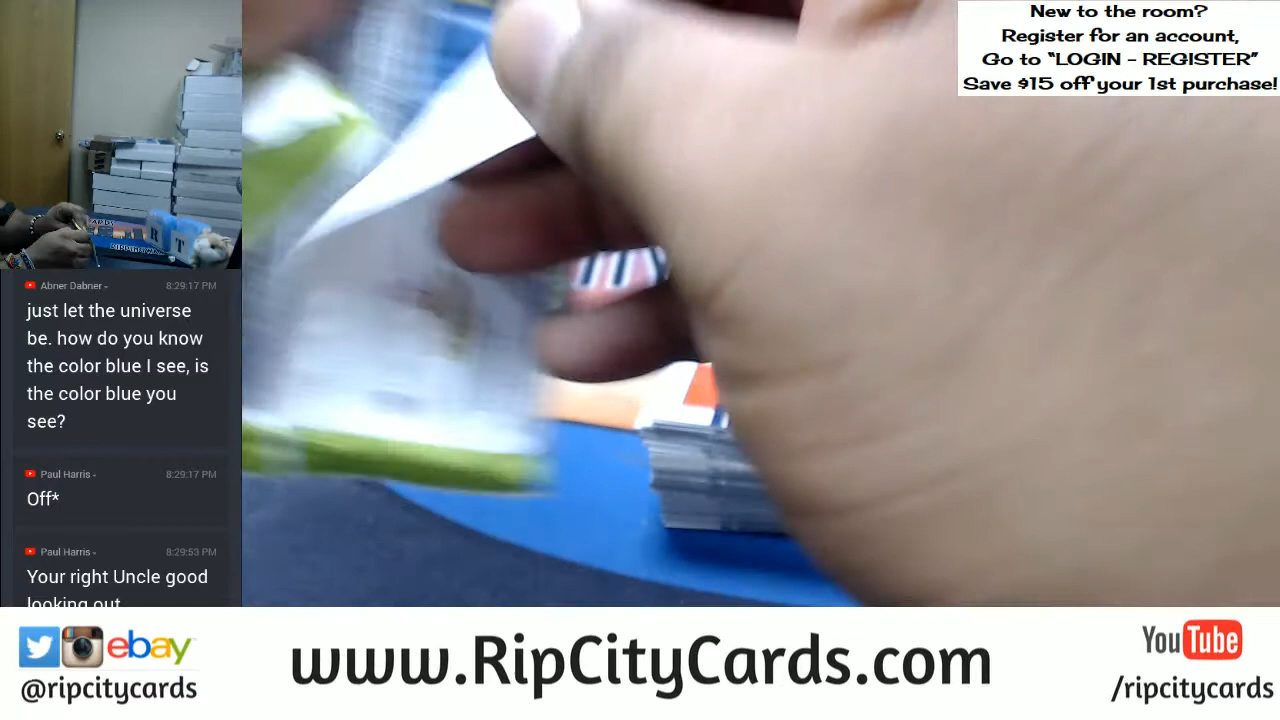 New to the room?
Register for an account,
Go to "LOGIN - REGISTER"
Save $15 off your 1st purchase!
Abner Dabner
8:29:17 PM
just let the universe
be. how do you know
the color blue I see, is
the color blue you
see?
Paul Harris
8:29:17 PM
Off*
Paul Harris
8:29:53 PM
Your right Uncle good
looking out
ebay
@ripcitycards
www.RipCityCards.com
YouTube
/ripcitycards